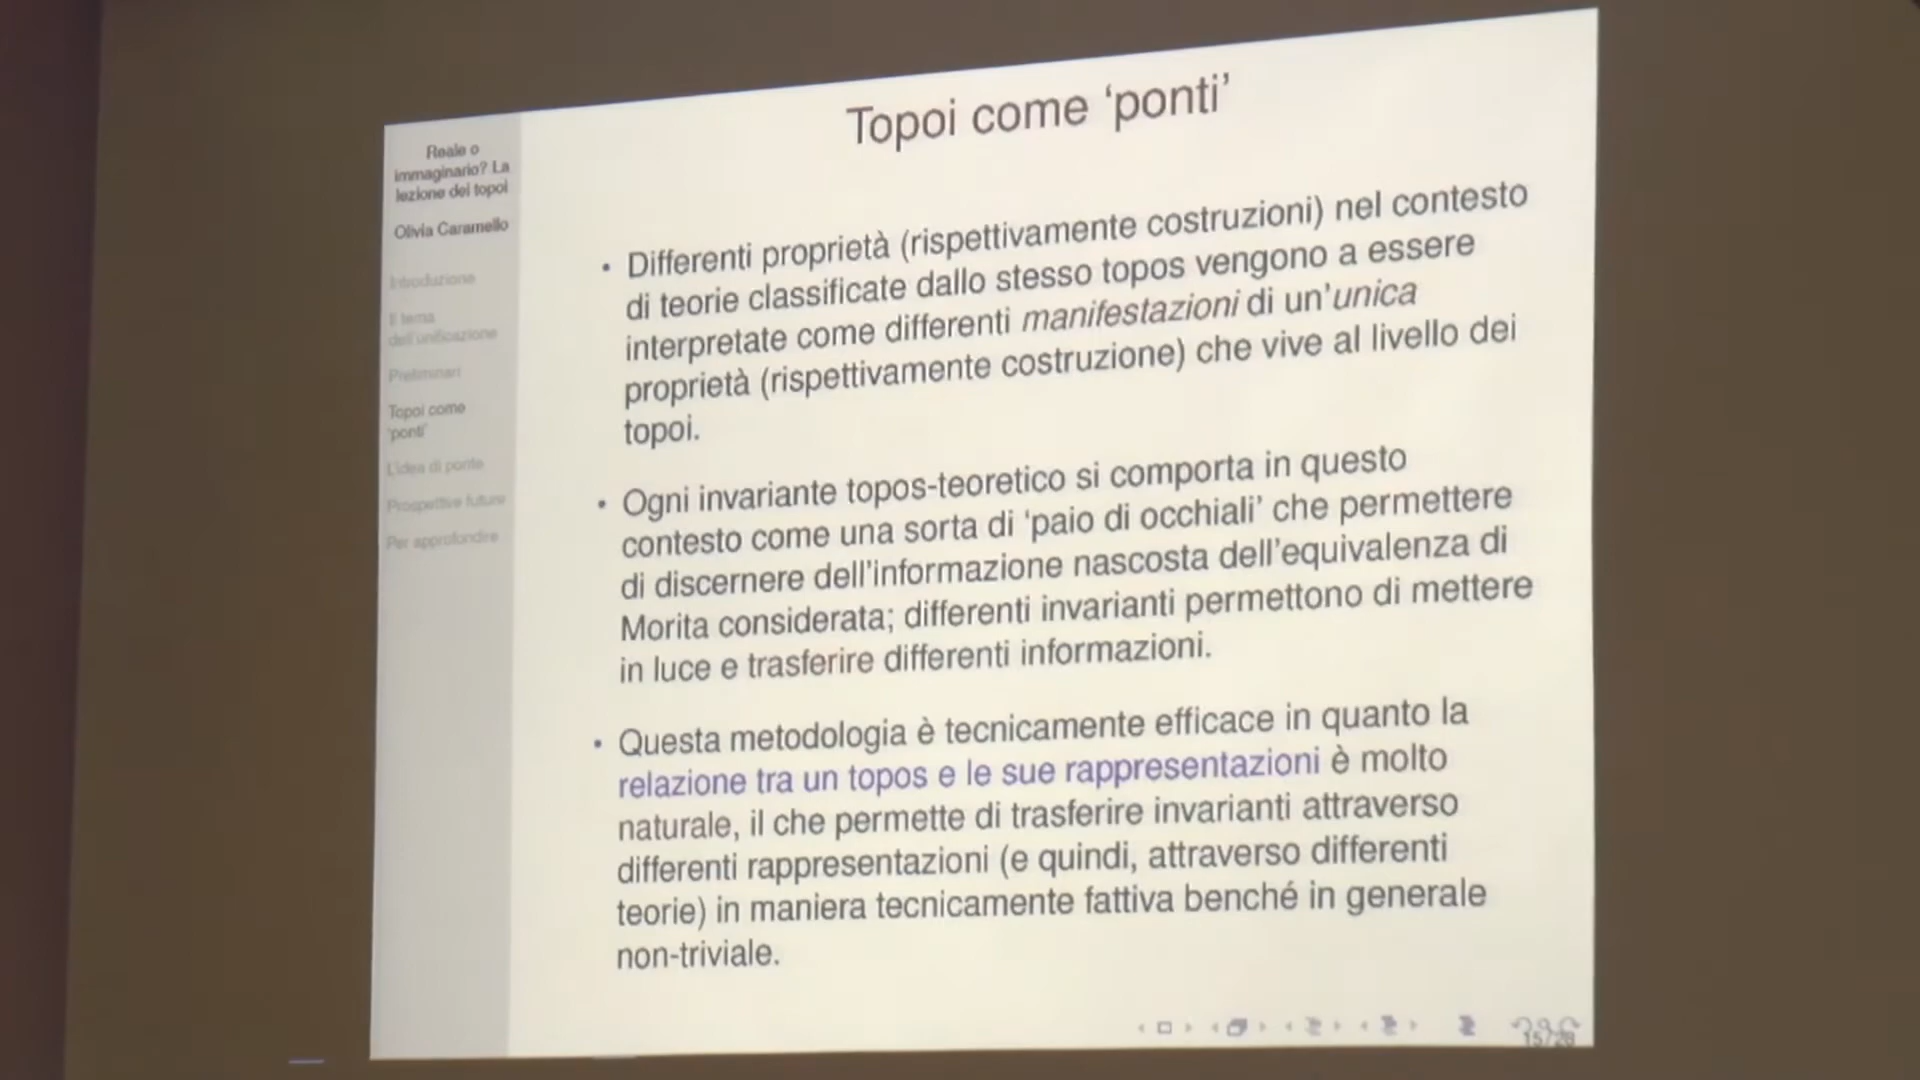 Topoi come ‘ponti’
Reale o
immaginario? La
lezione dei topoi
Olivia Caramello
Introduzione
Il tema
dell'unificazione
Preliminari
Topoi come
‘ponti’
L'idea di ponte
Prospettive future
Per approfondire
• Differenti proprietà (rispettivamente costruzioni) nel contesto
di teorie classificate dallo stesso topos vengono a essere
interpretate come differenti manifestazioni di un'unica
proprietà (rispettivamente costruzione) che vive al livello dei
topoi.
• Ogni invariante topos-teoretico si comporta in questo
contesto come una sorta di ‘paio di occhiali’ che permettere
di discernere dell'informazione nascosta dell'equivalenza di
Morita considerata; differenti invarianti permettono di mettere
in luce e trasferire differenti informazioni.
• Questa metodologia è tecnicamente efficace in quanto la
relazione tra un topos e le sue rappresentazioni è molto
naturale, il che permette di trasferire invarianti attraverso
differenti rappresentazioni (e quindi, attraverso differenti
teorie) in maniera tecnicamente fattiva benché in generale
non-triviale.